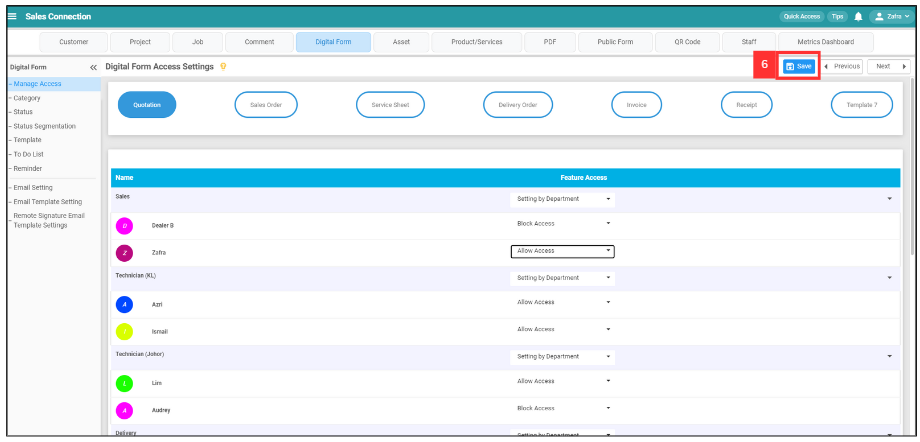 Sales Connection
Quick Access
Tips
Zafra
Customer
Project
Job
Comment
Digital Form
Asset
Product/Services
PDF
Public Form
QR Code
Staff
Metrics Dashboard
Digital Form
Digital Form Access Settings
6
Save
Previous
Next
– Manage Access
– Category
– Status
– Status Segmentation
– Template
– To Do List
– Reminder
– Email Setting
– Email Template Setting
– Remote Signature Email
Template Settings
Quotation
Sales Order
Service Sheet
Delivery Order
Invoice
Receipt
Template 7
Name
Feature Access
Sales
Setting by Department
D
Dealer B
Block Access
Z
Zafra
Allow Access
Technician (KL)
Setting by Department
A
Azri
Allow Access
I
Ismail
Allow Access
Technician (Johor)
Setting by Department
L
Lim
Allow Access
A
Audrey
Block Access
Delivery
Setting by Department